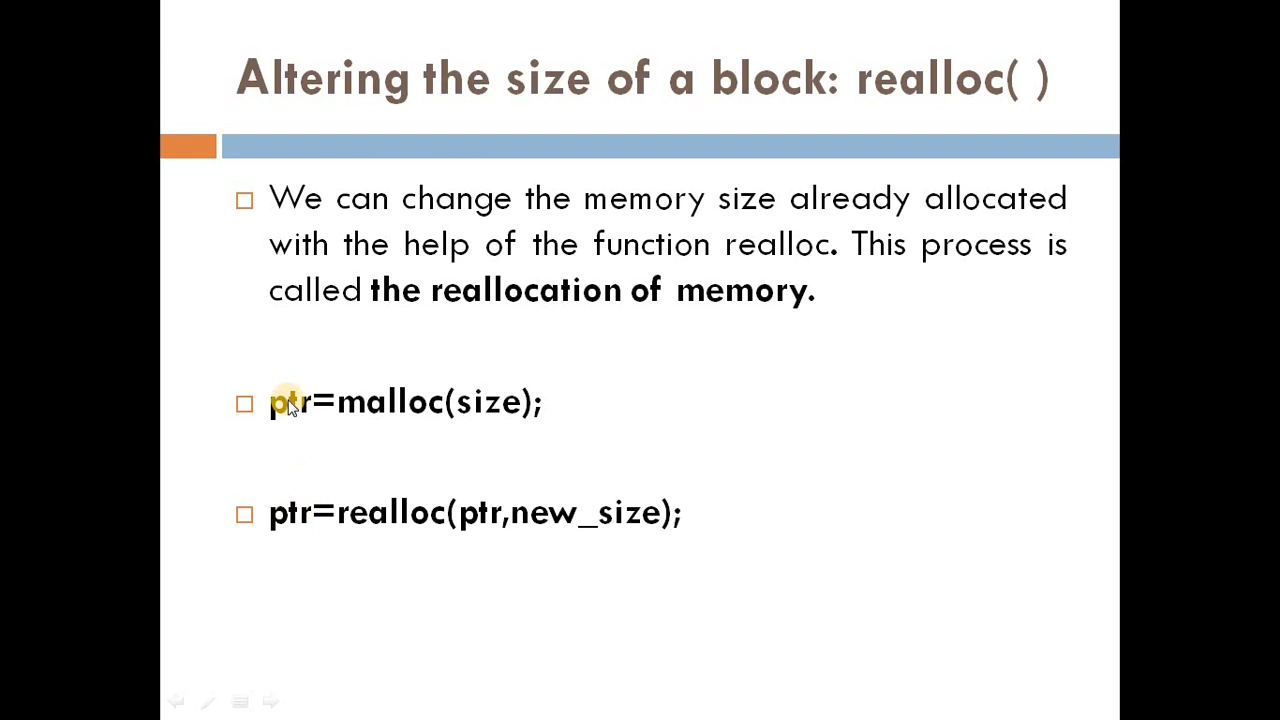 Altering the size of a block: realloc( )
We can change the memory size already allocated
with the help of the function realloc. This process is
called the reallocation of memory.
ptr=malloc(size);
ptr=realloc(ptr,new_size);